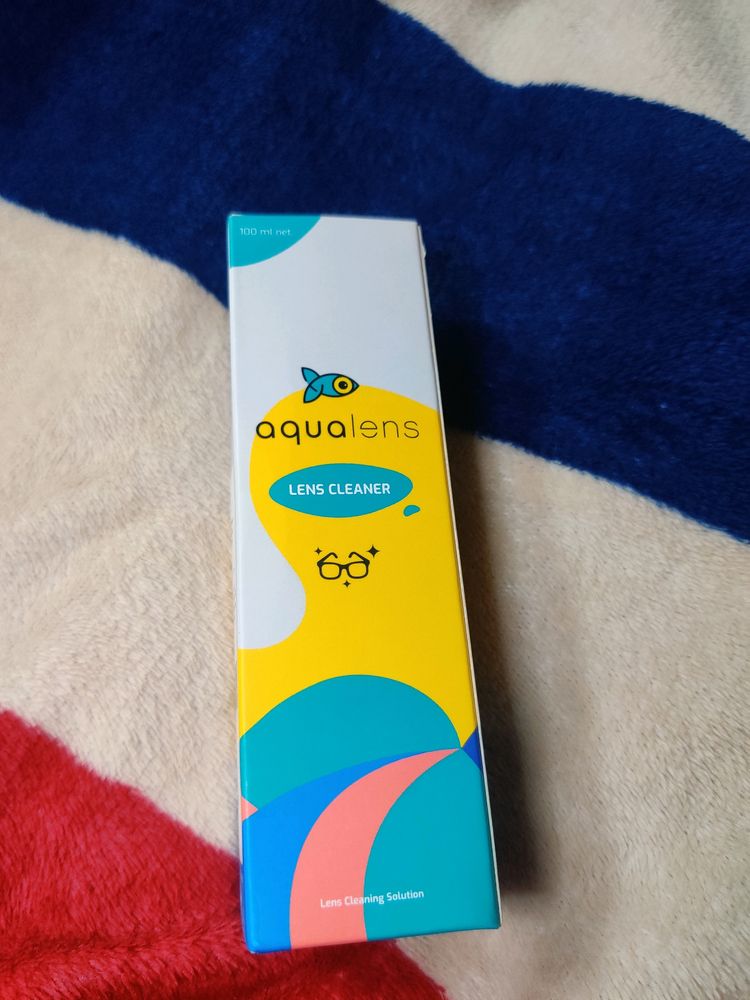 100 ml net.
aqualens
LENS CLEANER
Lens Cleaning Solution